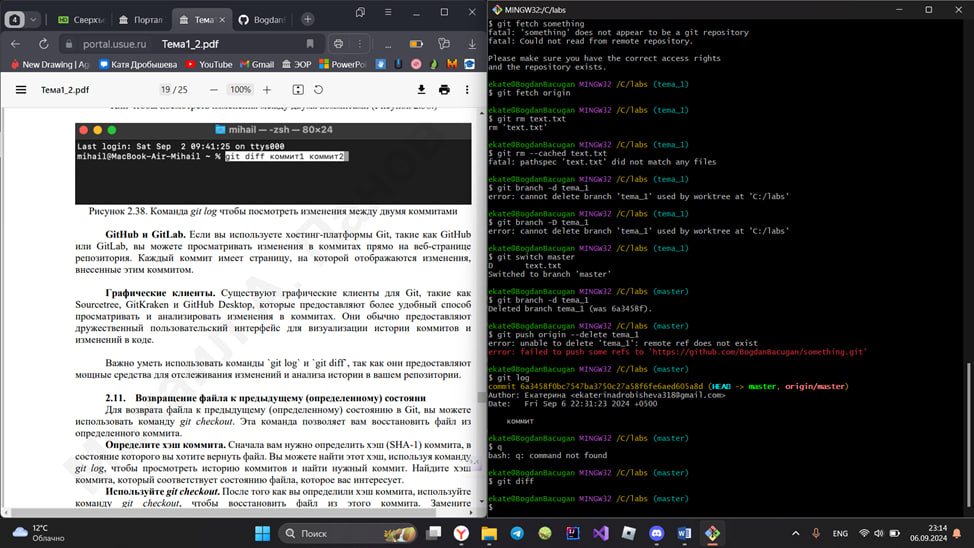 4
Сверхъ
Портал
Тема1
Bogdan
portal.usue.ru
Тема1_2.pdf
New Drawing | Ag
Катя Дробышева
YouTube
Gmail
ЭОР
PowerPoi
Тема1_2.pdf
19 / 25
100%
mihail — -zsh — 80×24
Last login: Sat Sep 2 09:41:25 on ttys000
mihail@MacBook-Air-Mihail ~ % git diff коммит1 коммит2
Рисунок 2.38. Команда git log чтобы посмотреть изменения между двумя коммитами
GitHub и GitLab. Если вы используете хостинг-платформы Git, такие как GitHub
или GitLab, вы можете просматривать изменения в коммитах прямо на веб-странице
репозитория. Каждый коммит имеет страницу, на которой отображаются изменения,
внесенные этим коммитом.
Графические клиенты. Существуют графические клиенты для Git, такие как
Sourcetree, GitKraken и GitHub Desktop, которые предоставляют более удобный способ
просматривать и анализировать изменения в коммитах. Они обычно предоставляют
дружественный пользовательский интерфейс для визуализации истории коммитов и
изменений в коде.
Важно уметь использовать команды `git log` и `git diff`, так как они предоставляют
мощные средства для отслеживания изменений и анализа истории в вашем репозитории.
2.11. Возвращение файла к предыдущему (определенному) состояни
Для возврата файла к предыдущему (определенному) состоянию в Git, вы можете
использовать команду git checkout. Эта команда позволяет вам восстановить файл из
определенного коммита.
Определите хэш коммита. Сначала вам нужно определить хэш (SHA-1) коммита, в
состояние которого вы хотите вернуть файл. Вы можете найти этот хэш, используя команду
git log, чтобы просмотреть историю коммитов и найти нужный коммит. Найдите хэш
коммита, который соответствует состоянию файла, которое вас интересует.
Используйте git checkout. После того как вы определили хэш коммита, используйте
команду git checkout, чтобы восстановить файл из этого коммита. Замените
MINGW32:/C/labs
$ git fetch something
fatal: 'something' does not appear to be a git repository
fatal: Could not read from remote repository.
Please make sure you have the correct access rights
and the repository exists.
ekate@BogdanBacugan MINGW32 /C/labs (tema_1)
$ git fetch origin
ekate@BogdanBacugan MINGW32 /C/labs (tema_1)
$ git rm text.txt
rm 'text.txt'
ekate@BogdanBacugan MINGW32 /C/labs (tema_1)
$ git rm --cached text.txt
fatal: pathspec 'text.txt' did not match any files
ekate@BogdanBacugan MINGW32 /C/labs (tema_1)
$ git branch -d tema_1
error: cannot delete branch 'tema_1' used by worktree at 'C:/labs'
ekate@BogdanBacugan MINGW32 /C/labs (tema_1)
$ git branch -D tema_1
error: cannot delete branch 'tema_1' used by worktree at 'C:/labs'
ekate@BogdanBacugan MINGW32 /C/labs (tema_1)
$ git switch master
D text.txt
Switched to branch 'master'
ekate@BogdanBacugan MINGW32 /C/labs (master)
$ git branch -d tema_1
Deleted branch tema_1 (was 6a3458f).
ekate@BogdanBacugan MINGW32 /C/labs (master)
$ git push origin --delete tema_1
error: unable to delete 'tema_1': remote ref does not exist
error: failed to push some refs to 'https://github.com/BogdanBacugan/something.git'
ekate@BogdanBacugan MINGW32 /C/labs (master)
$ git log
commit 6a3458f0bc7547ba3750c27a58f6fe6aed605a8d (HEAD -> master, origin/master)
Author: Екатерина <ekaterinadrobisheva318@gmail.com>
Date: Fri Sep 6 22:31:23 2024 +0500
коммит
ekate@BogdanBacugan MINGW32 /C/labs (master)
$ q
bash: q: command not found
ekate@BogdanBacugan MINGW32 /C/labs (master)
$ git diff
ekate@BogdanBacugan MINGW32 /C/labs (master)
$
12°C
Облачно
Поиск
ENG
23:14
06.09.2024